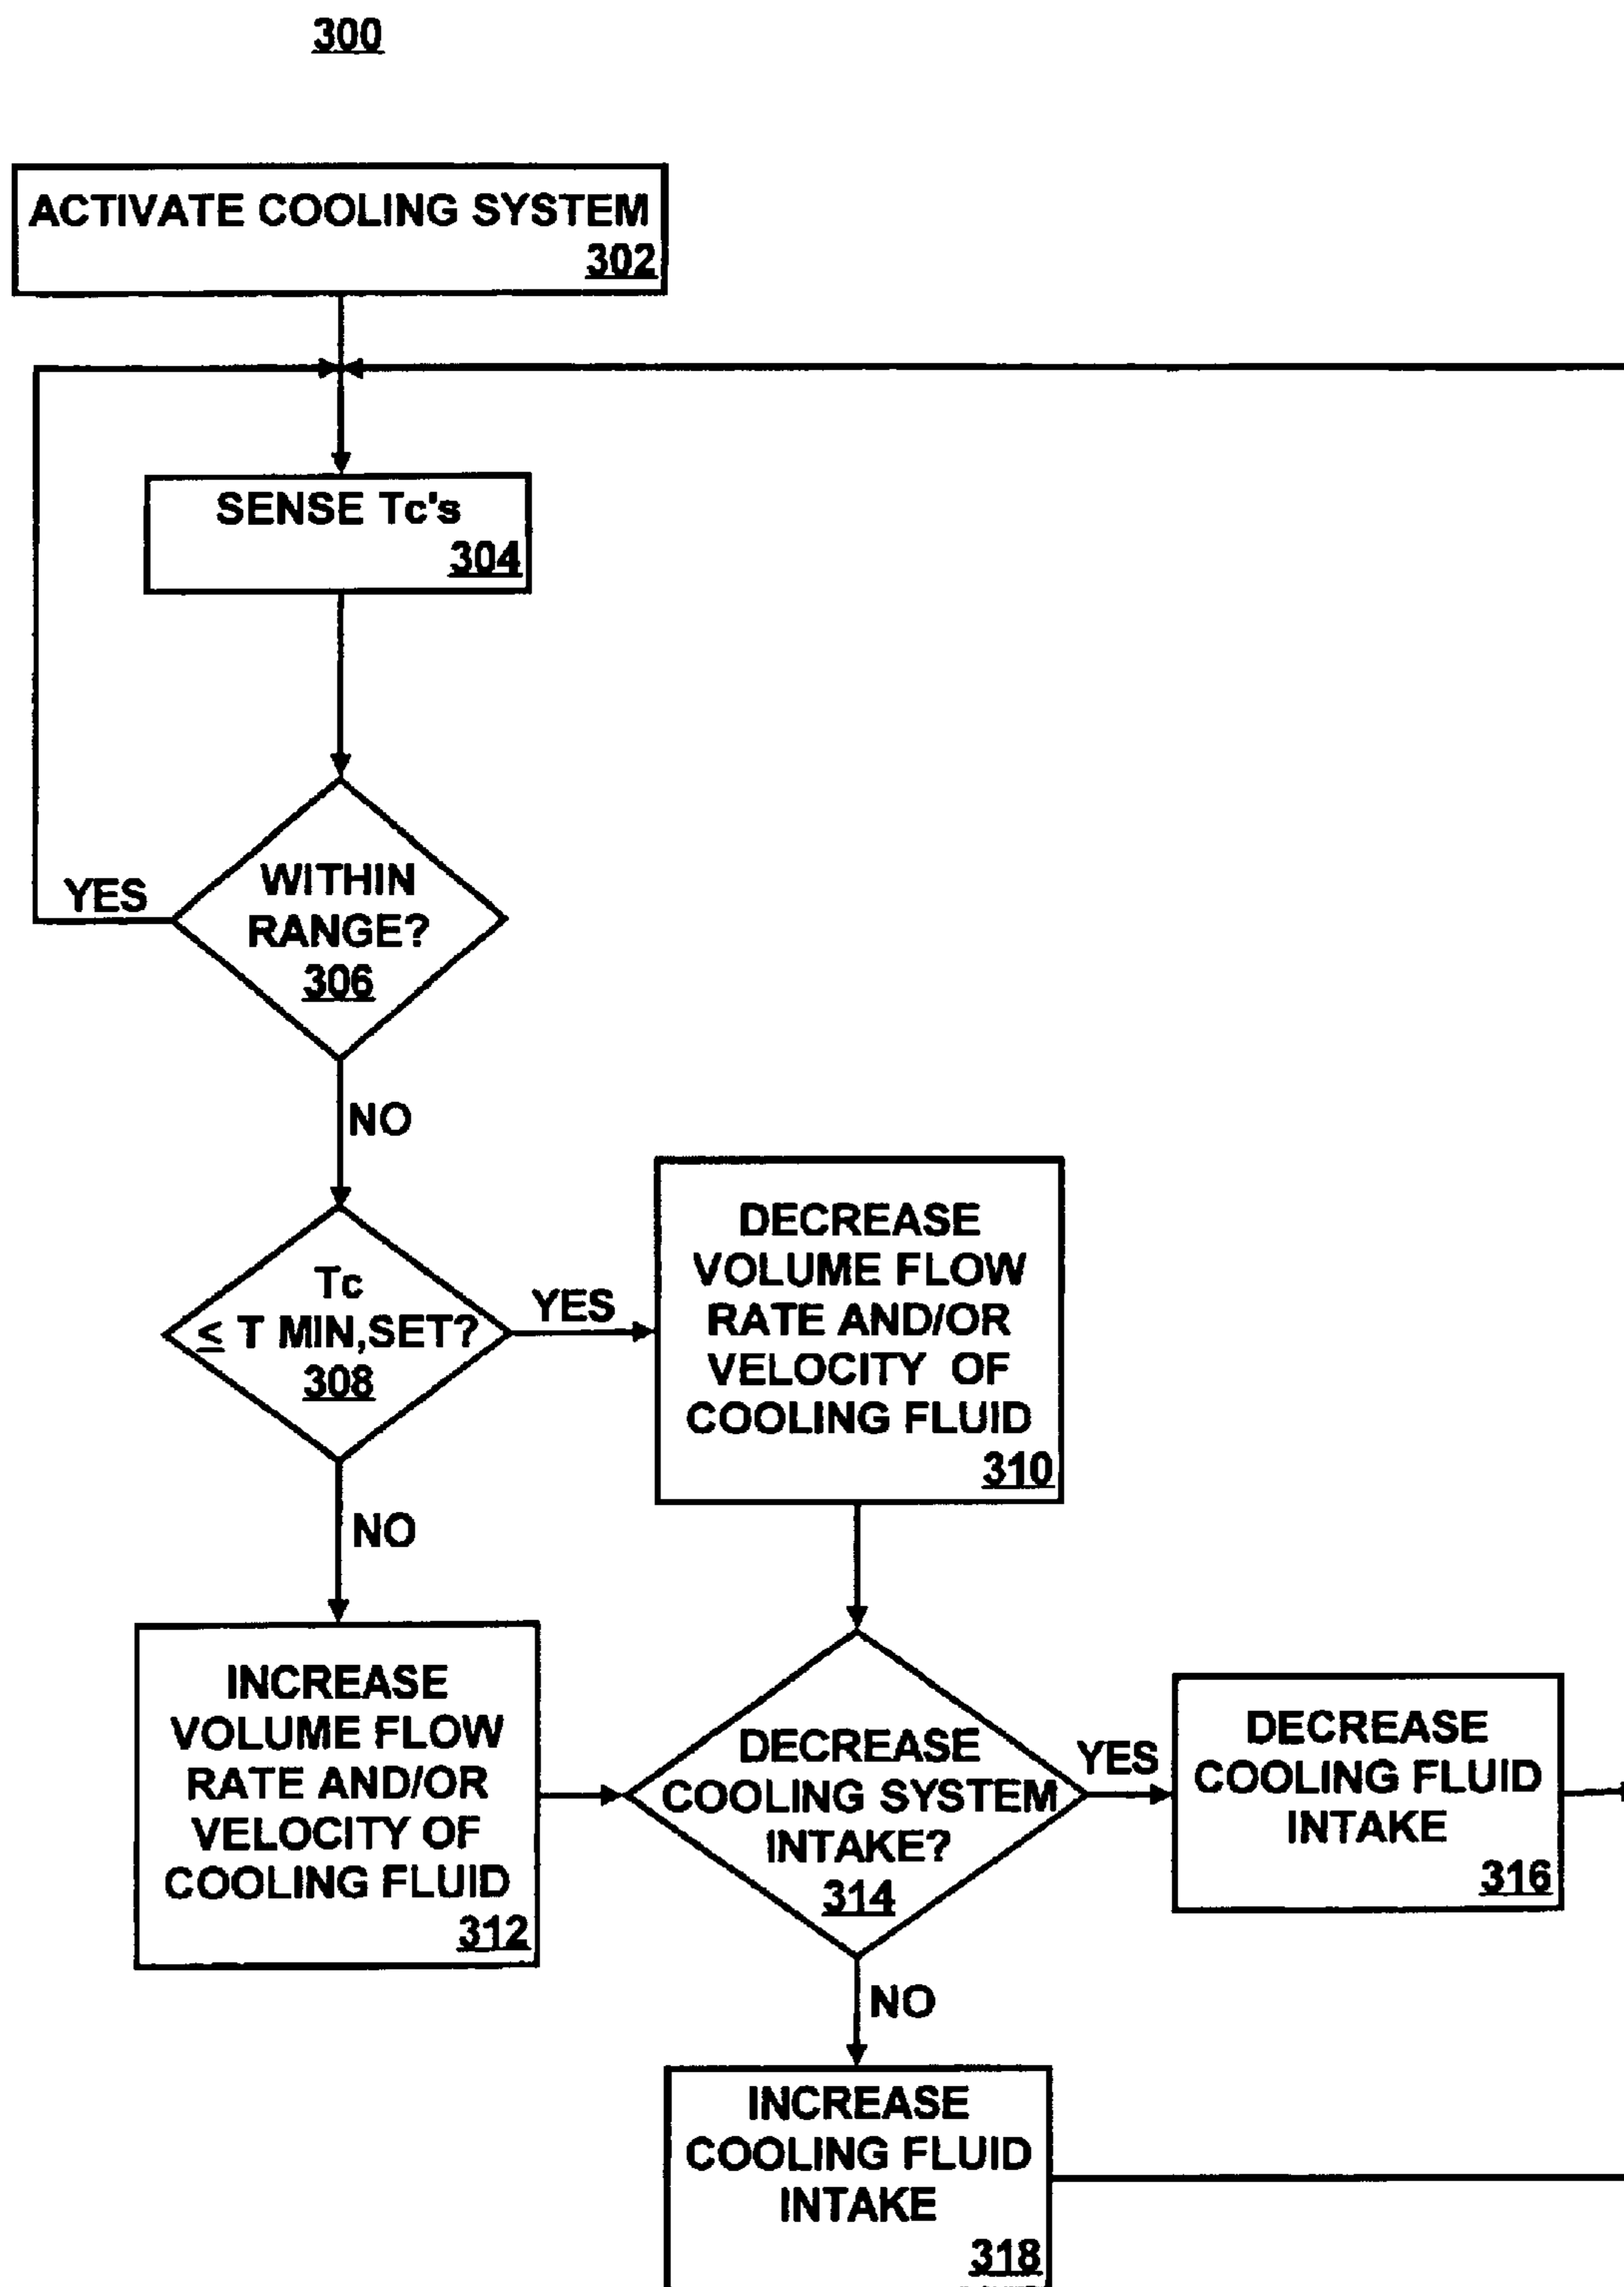 300
ACTIVATE COOLING SYSTEM
302
SENSE Tc's
304
WITHIN
RANGE?
306
YES
NO
Tc
≤ T MIN,SET?
308
YES
NO
DECREASE
VOLUME FLOW
RATE AND/OR
VELOCITY OF
COOLING FLUID
310
INCREASE
VOLUME FLOW
RATE AND/OR
VELOCITY OF
COOLING FLUID
312
DECREASE
COOLING SYSTEM
INTAKE?
314
YES
NO
DECREASE
COOLING FLUID
INTAKE
316
INCREASE
COOLING FLUID
INTAKE
318